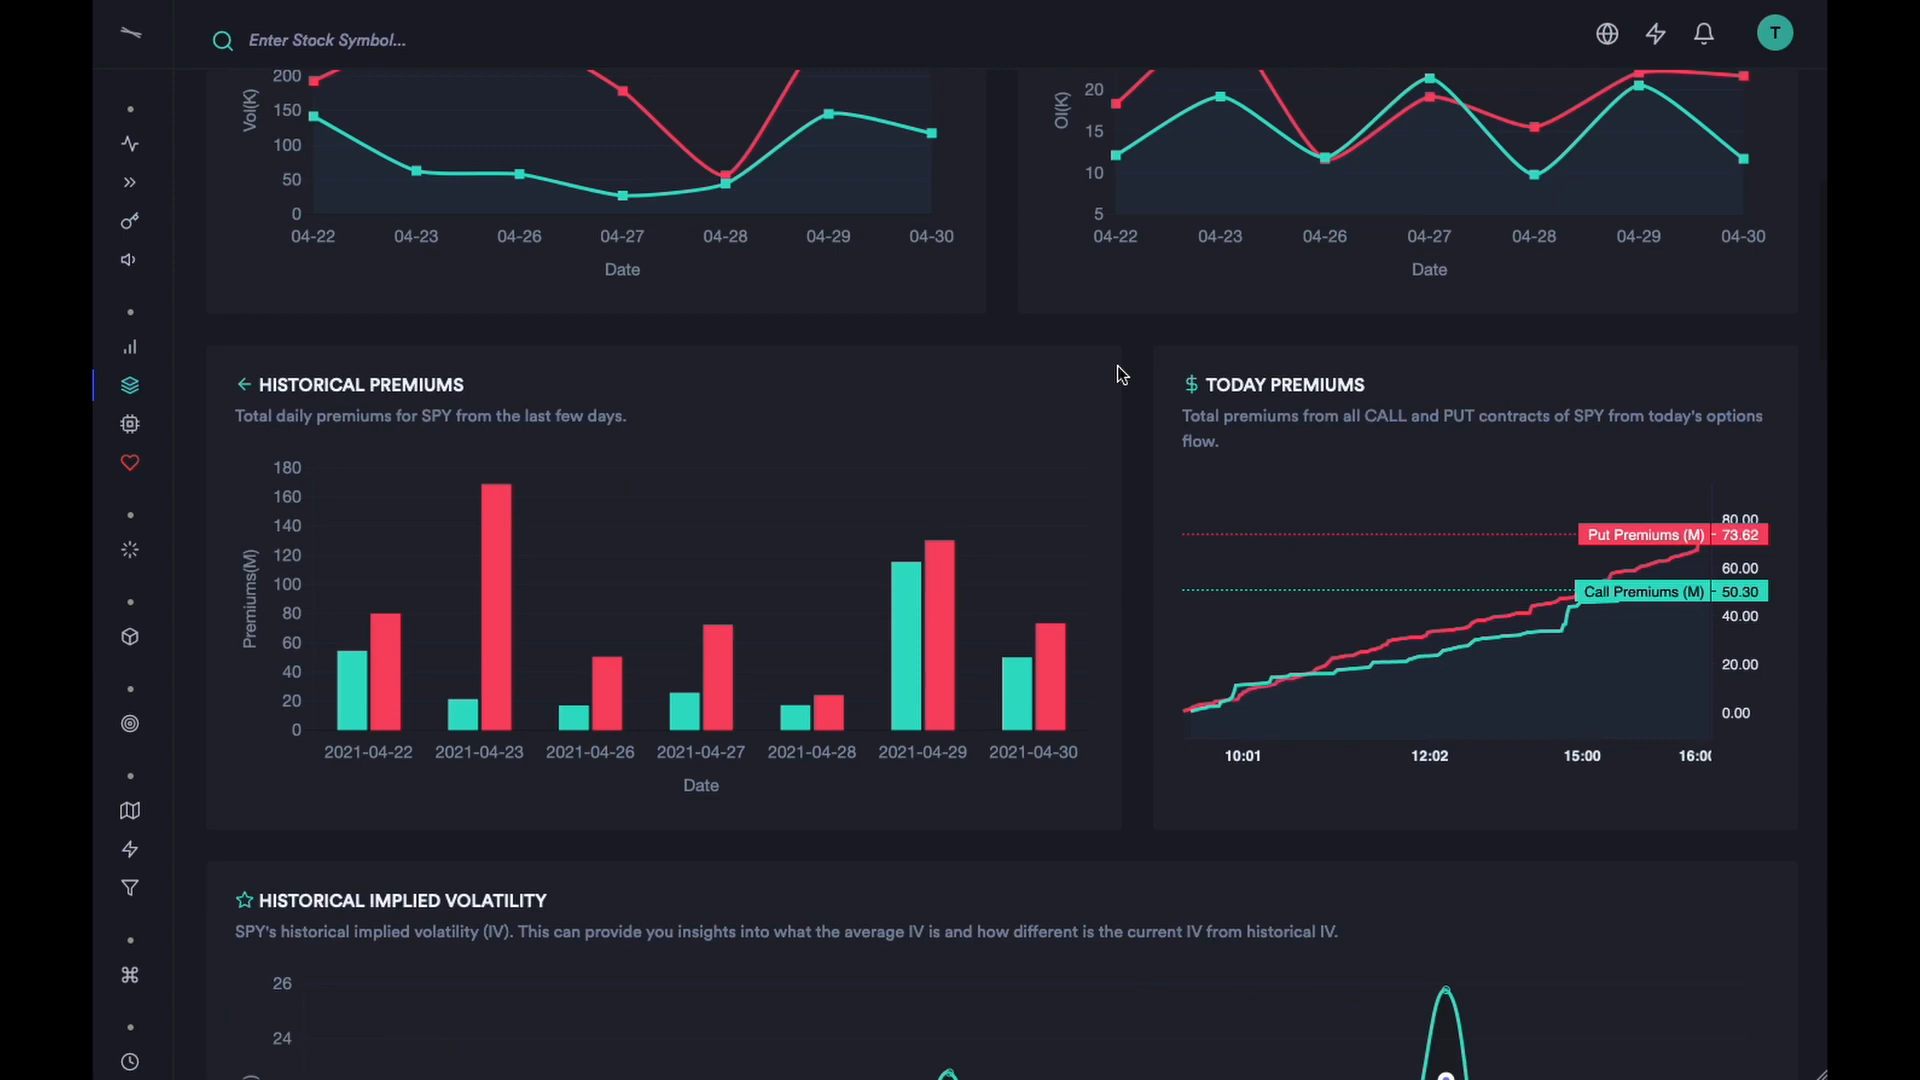 Enter Stock Symbol...
T
200
150
100
50
0
Vol(K)
04-22 04-23 04-26 04-27 04-28 04-29 04-30
Date
20
15
10
5
OI(K)
04-22 04-23 04-26 04-27 04-28 04-29 04-30
Date
HISTORICAL PREMIUMS
Total daily premiums for SPY from the last few days.
180
160
140
120
100
80
60
40
20
0
Premiums(M)
2021-04-22 2021-04-23 2021-04-26 2021-04-27 2021-04-28 2021-04-29 2021-04-30
Date
$ TODAY PREMIUMS
Total premiums from all CALL and PUT contracts of SPY from today's options
flow.
80.00
Put Premiums (M) 73.62
60.00
Call Premiums (M) 50.30
40.00
20.00
0.00
10:01 12:02 15:00 16:00
HISTORICAL IMPLIED VOLATILITY
SPY's historical implied volatility (IV). This can provide you insights into what the average IV is and how different is the current IV from historical IV.
26
24